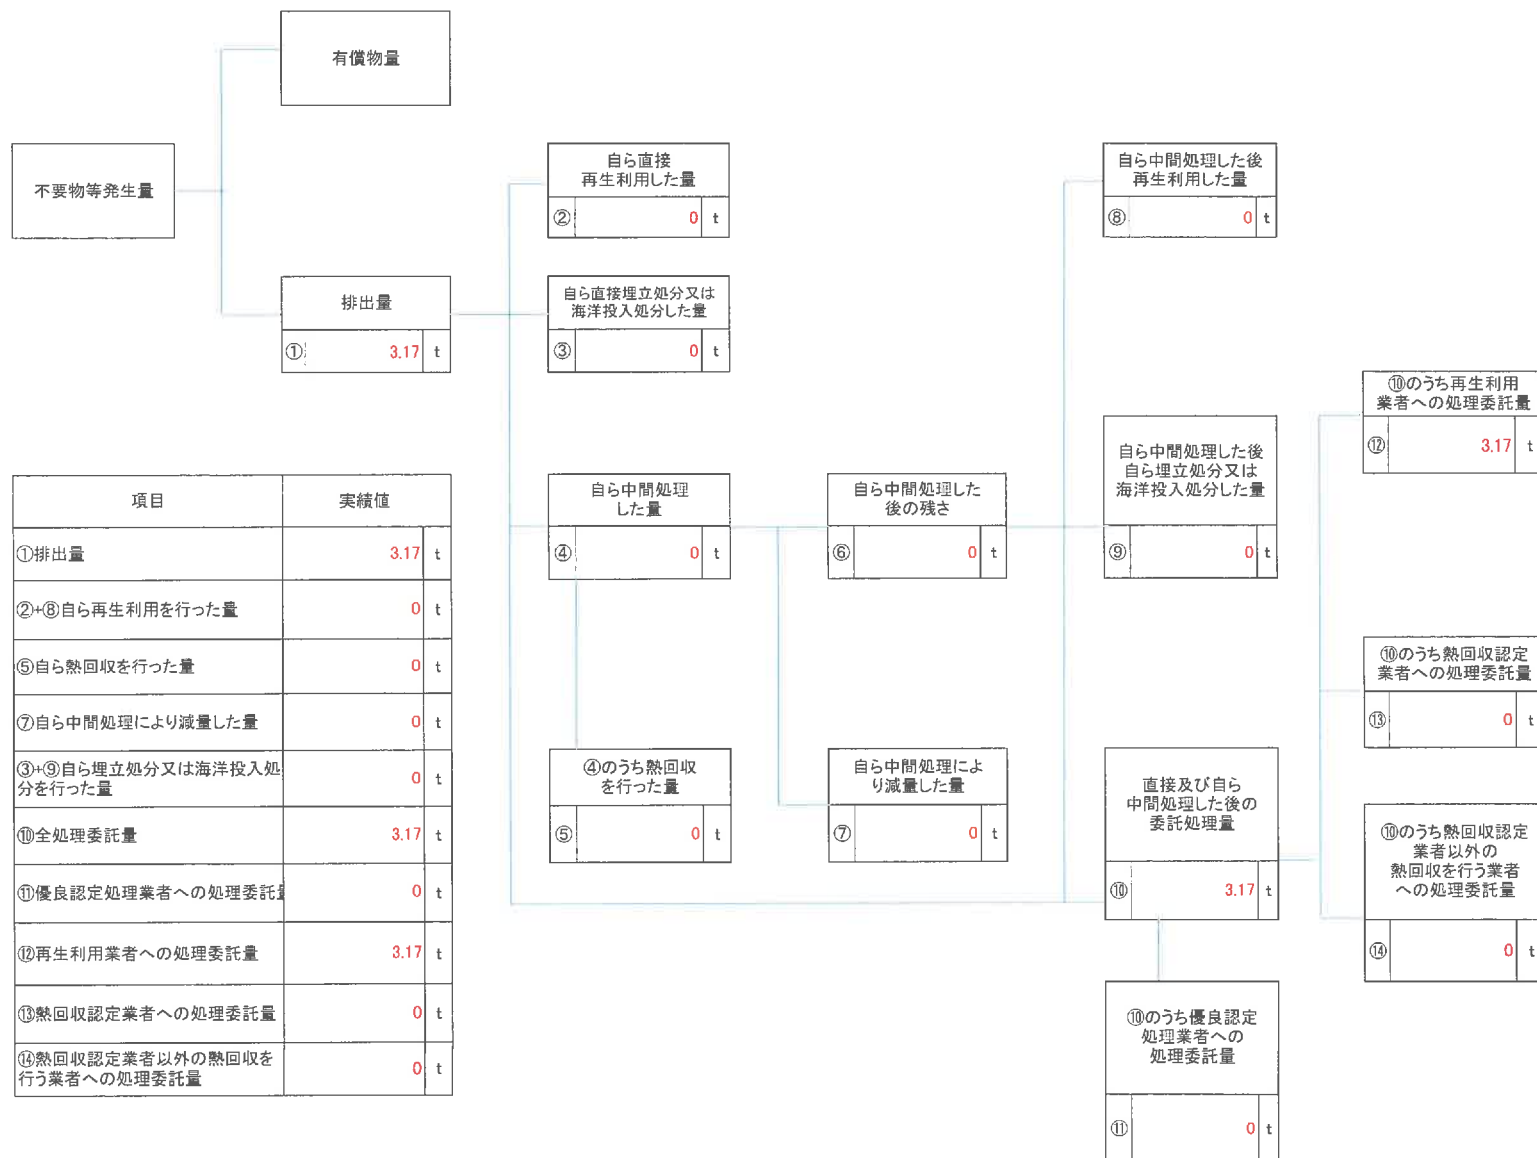 有償物量
不要物等発生量
排出量
① 3.17 t
自ら直接
再生利用した量
② 0 t
自ら直接埋立処分又は
海洋投入処分した量
③ 0 t
自ら中間処理
した量
④ 0 t
④のうち熱回収
を行った量
⑤ 0 t
自ら中間処理した
後の残さ
⑥ 0 t
自ら中間処理によ
り減量した量
⑦ 0 t
自ら中間処理した後
再生利用した量
⑧ 0 t
自ら中間処理した後
自ら埋立処分又は
海洋投入処分した量
⑨ 0 t
直接及び自ら
中間処理した後の
委託処理量
⑩ 3.17 t
⑩のうち優良認定
処理業者への
処理委託量
⑪ 0 t
⑩のうち再生利用
業者への処理委託量
⑫ 3.17 t
⑩のうち熱回収認定
業者への処理委託量
⑬ 0 t
⑩のうち熱回収認定
業者以外の
熱回収を行う業者
への処理委託量
⑭ 0 t
項目 実績値
①排出量 3.17 t
②+⑧自ら再生利用を行った量 0 t
⑤自ら熱回収を行った量 0 t
⑦自ら中間処理により減量した量 0 t
③+⑨自ら埋立処分又は海洋投入処
分を行った量 0 t
⑩全処理委託量 3.17 t
⑪優良認定処理業者への処理委託量 0 t
⑫再生利用業者への処理委託量 3.17 t
⑬熱回収認定業者への処理委託量 0 t
⑭熱回収認定業者以外の熱回収を
行う業者への処理委託量 0 t